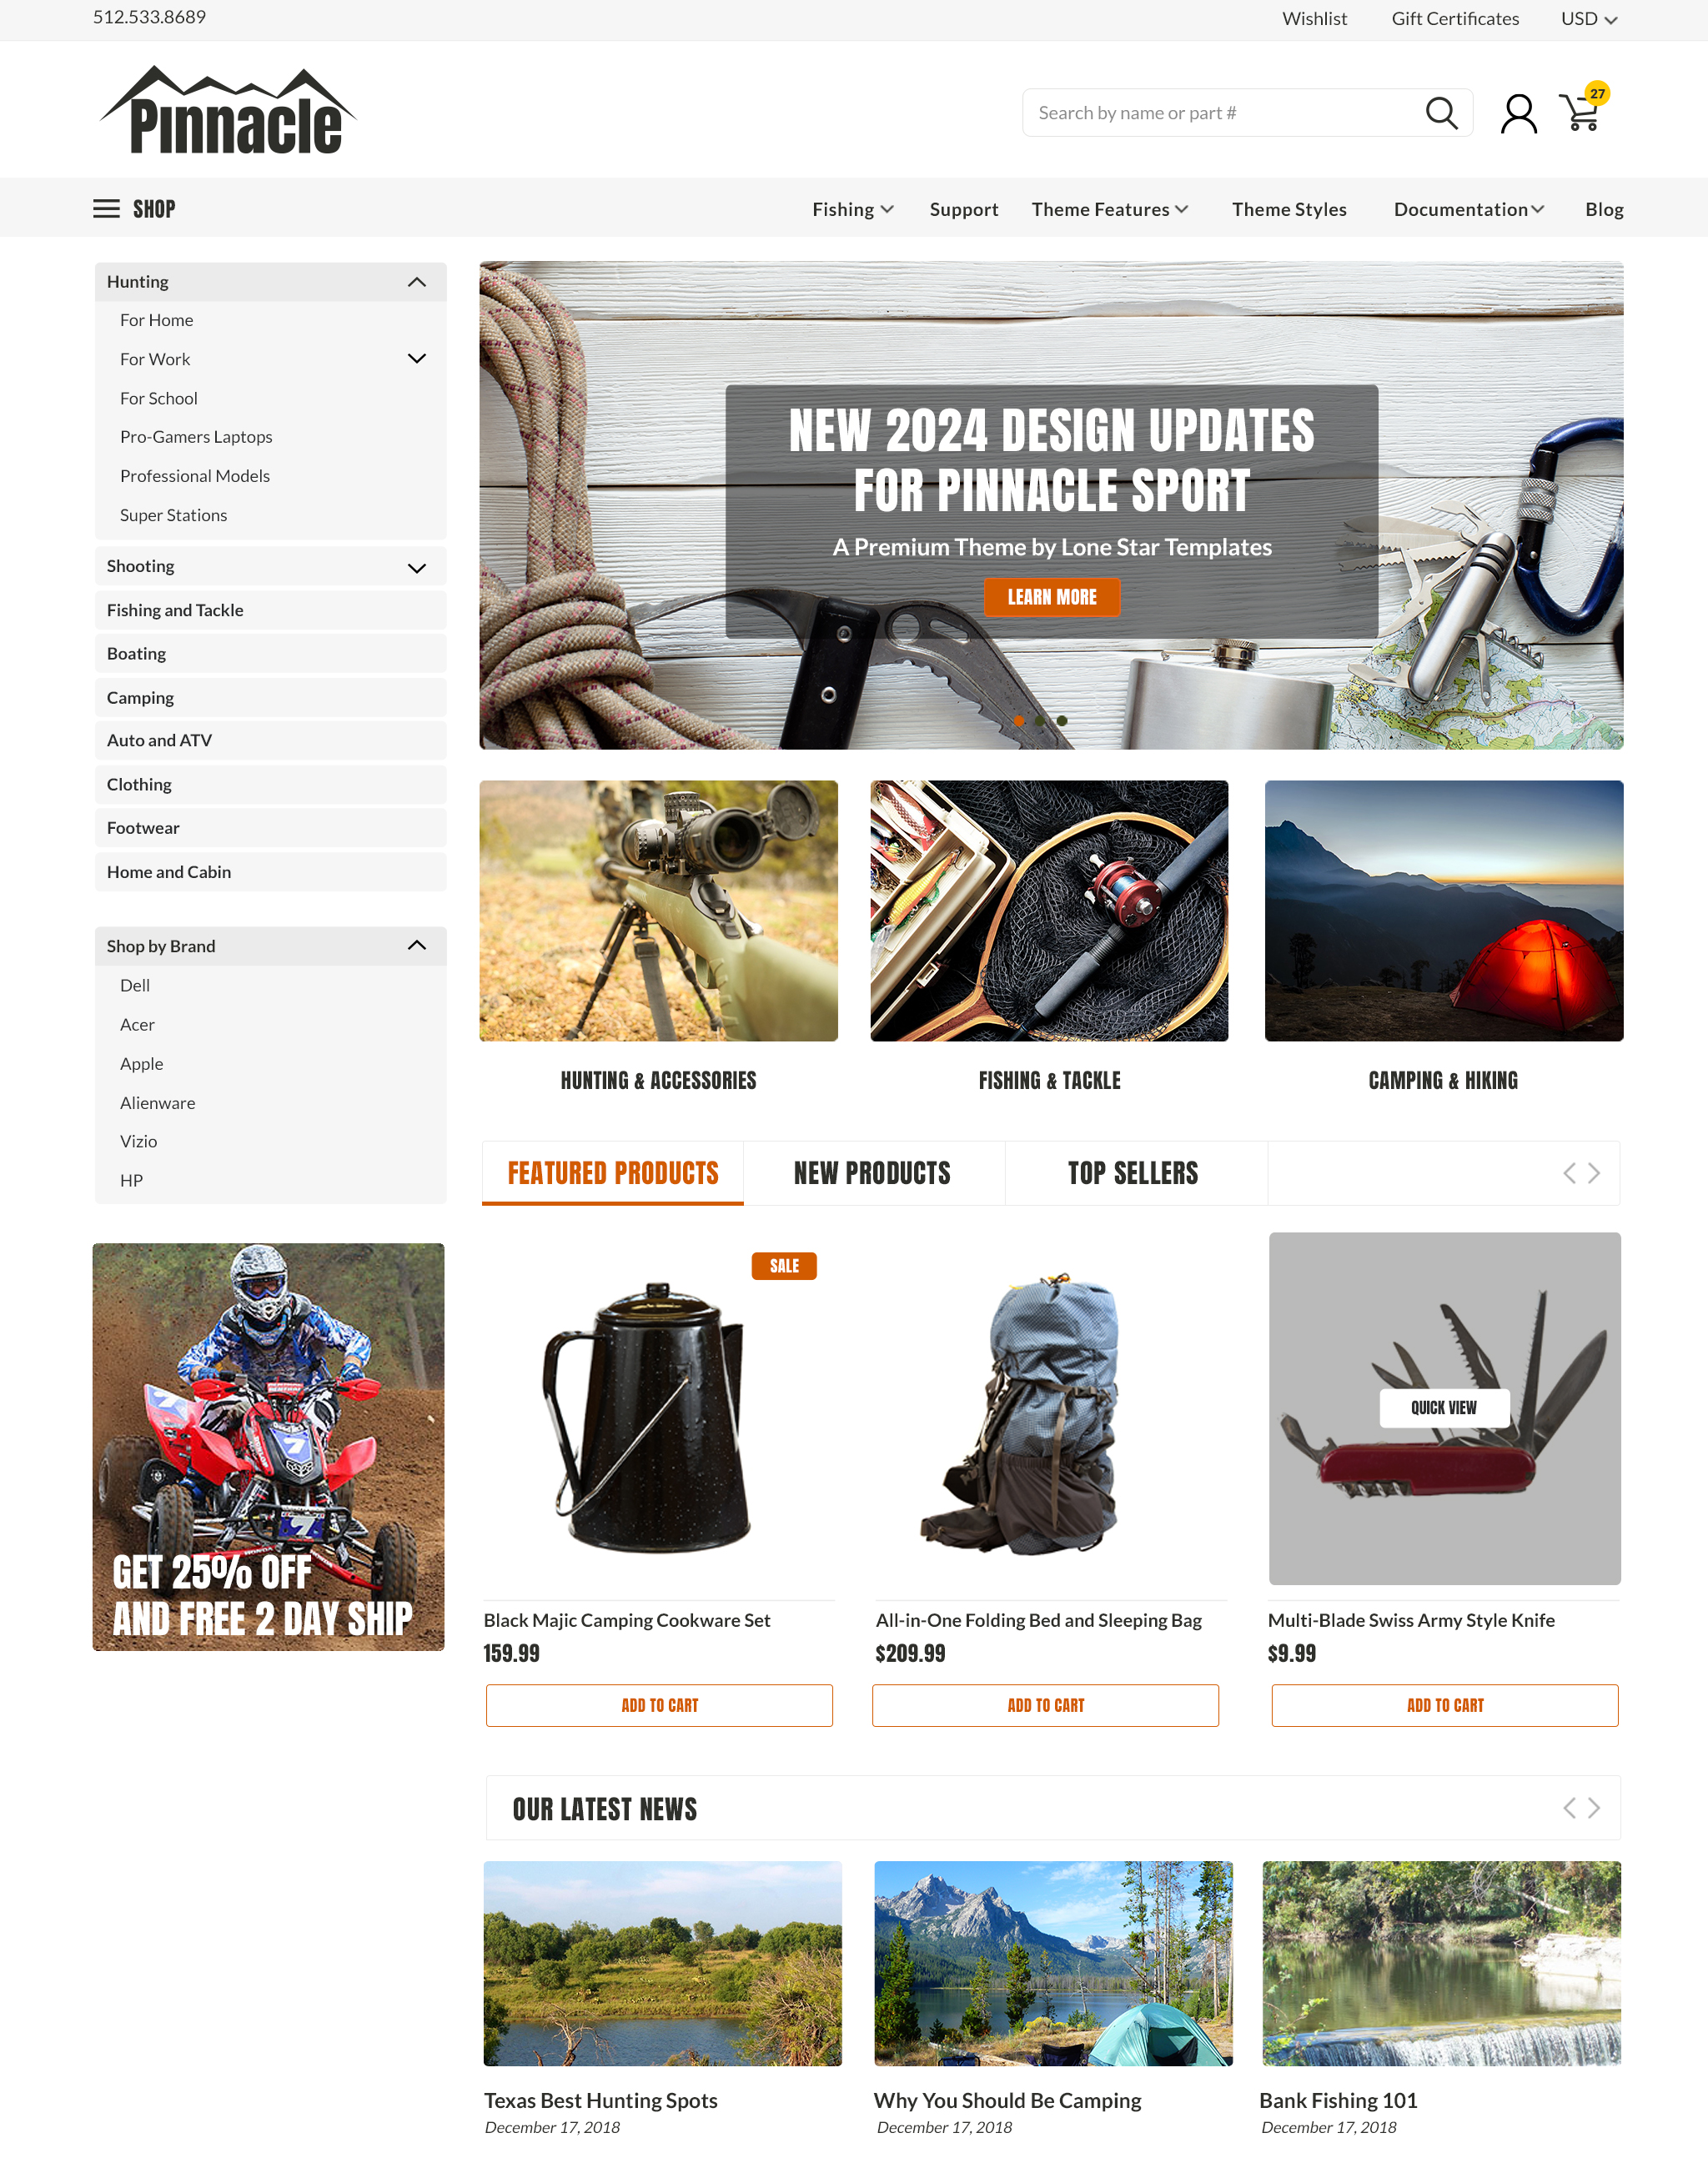 512.533.8689
Wishlist
Gift Certificates
USD
Pinnacle
Search by name or part #
27
SHOP
Fishing
Support
Theme Features
Theme Styles
Documentation
Blog
Hunting
For Home
For Work
For School
Pro-Gamers Laptops
Professional Models
Super Stations
Shooting
Fishing and Tackle
Boating
Camping
Auto and ATV
Clothing
Footwear
Home and Cabin
Shop by Brand
Dell
Acer
Apple
Alienware
Vizio
HP
GET 25% OFF
AND FREE 2 DAY SHIP
NEW 2024 DESIGN UPDATES
FOR PINNACLE SPORT
A Premium Theme by Lone Star Templates
LEARN MORE
HUNTING & ACCESSORIES
FISHING & TACKLE
CAMPING & HIKING
FEATURED PRODUCTS
NEW PRODUCTS
TOP SELLERS
SALE
QUICK VIEW
Black Majic Camping Cookware Set
159.99
ADD TO CART
All-in-One Folding Bed and Sleeping Bag
$209.99
ADD TO CART
Multi-Blade Swiss Army Style Knife
$9.99
ADD TO CART
OUR LATEST NEWS
Texas Best Hunting Spots
December 17, 2018
Why You Should Be Camping
December 17, 2018
Bank Fishing 101
December 17, 2018